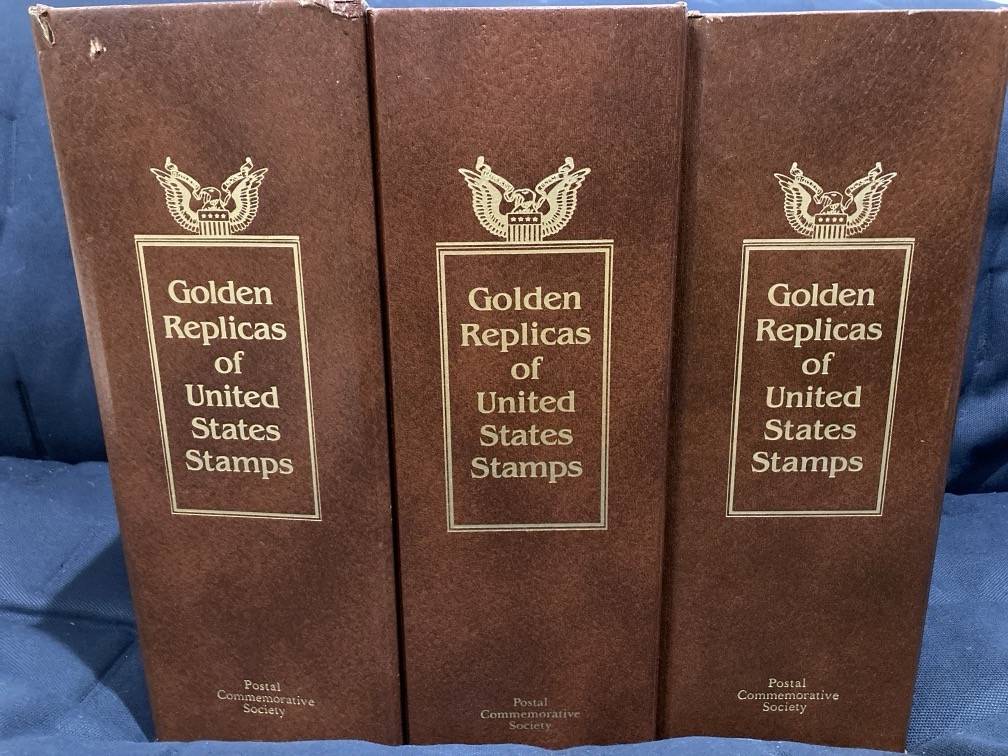 Golden
Replicas
of
United
States
Stamps
Postal
Commemorative
Society
Golden
Replicas
of
United
States
Stamps
Postal
Commemorative
Society
Golden
Replicas
of
United
States
Stamps
Postal
Commemorative
Society